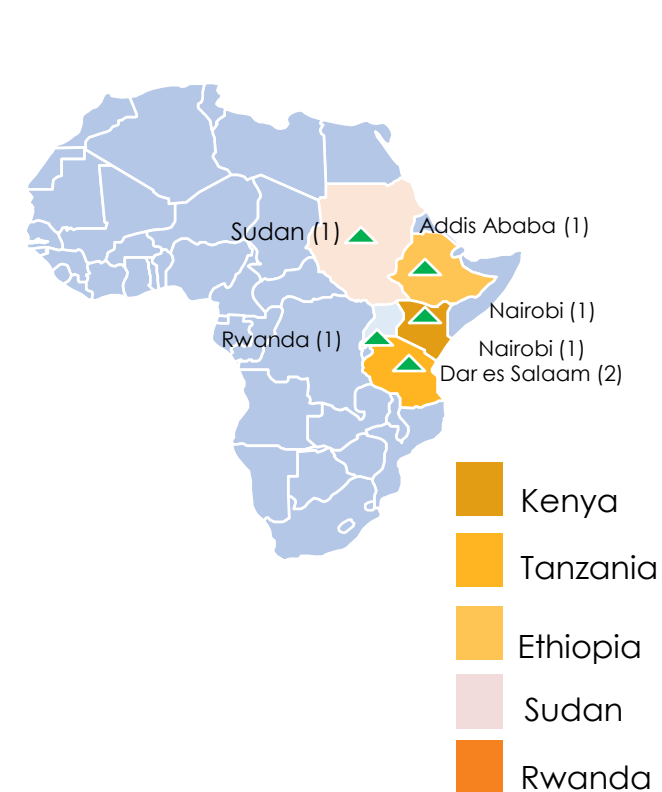 Addis Ababa (1)
Sudan (1)
Nairobi (1)
Rwanda (1)
Nairobi (1)
Dar es Salaam (2)
Kenya
Tanzania
Ethiopia
Sudan
Rwanda